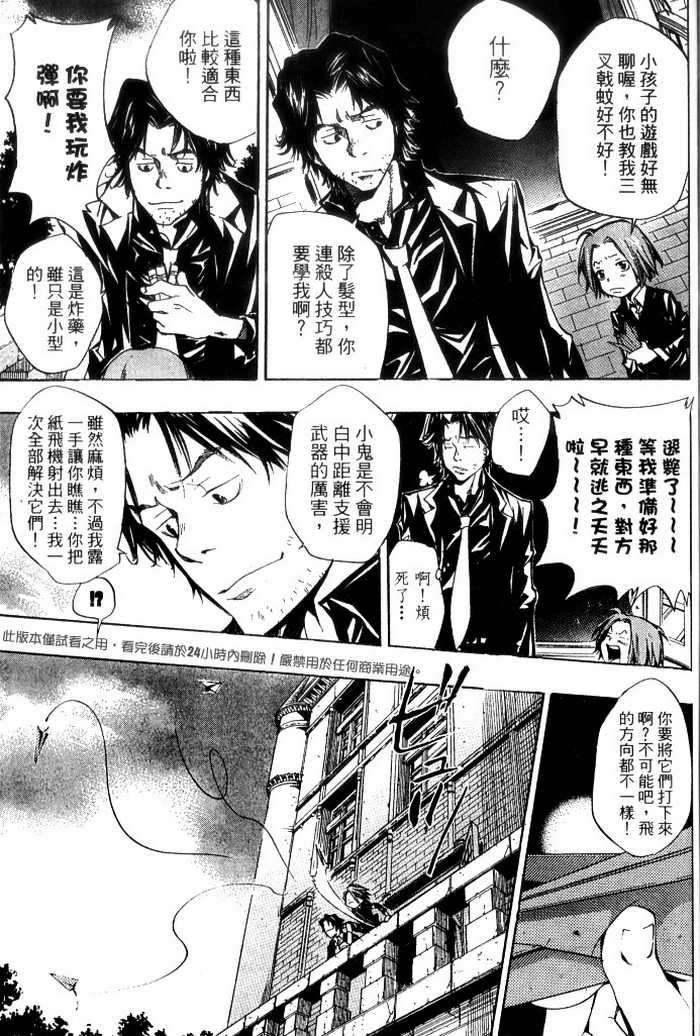 小孩子的遊戲好無
聊喔，你也教我三
叉戟蚊好不好！
什麼？
除了髮型，你
連殺人技巧都
要學我啊？
這種東西
比較適合
你啦！
你要我玩炸
彈啊！
這是炸藥，
雖只是小型
的！
遜斃了~~~~
等我準備好那
種東西，對方
早就逃之夭夭
啦~~~！
哎…！
啊！煩
死了…
小鬼是不會明
白中距離支援
武器的厲害，
雖然麻煩，不過我露
一手讓你瞧瞧…你把
紙飛機射出去…我一
次全部解決它們！
!?
此版本僅試看之用，看完後請於24小時內刪除！嚴禁用於任何商業用途。
你要將它們打下來
啊？不可能吧，飛
的方向都不一樣！
ビュッ